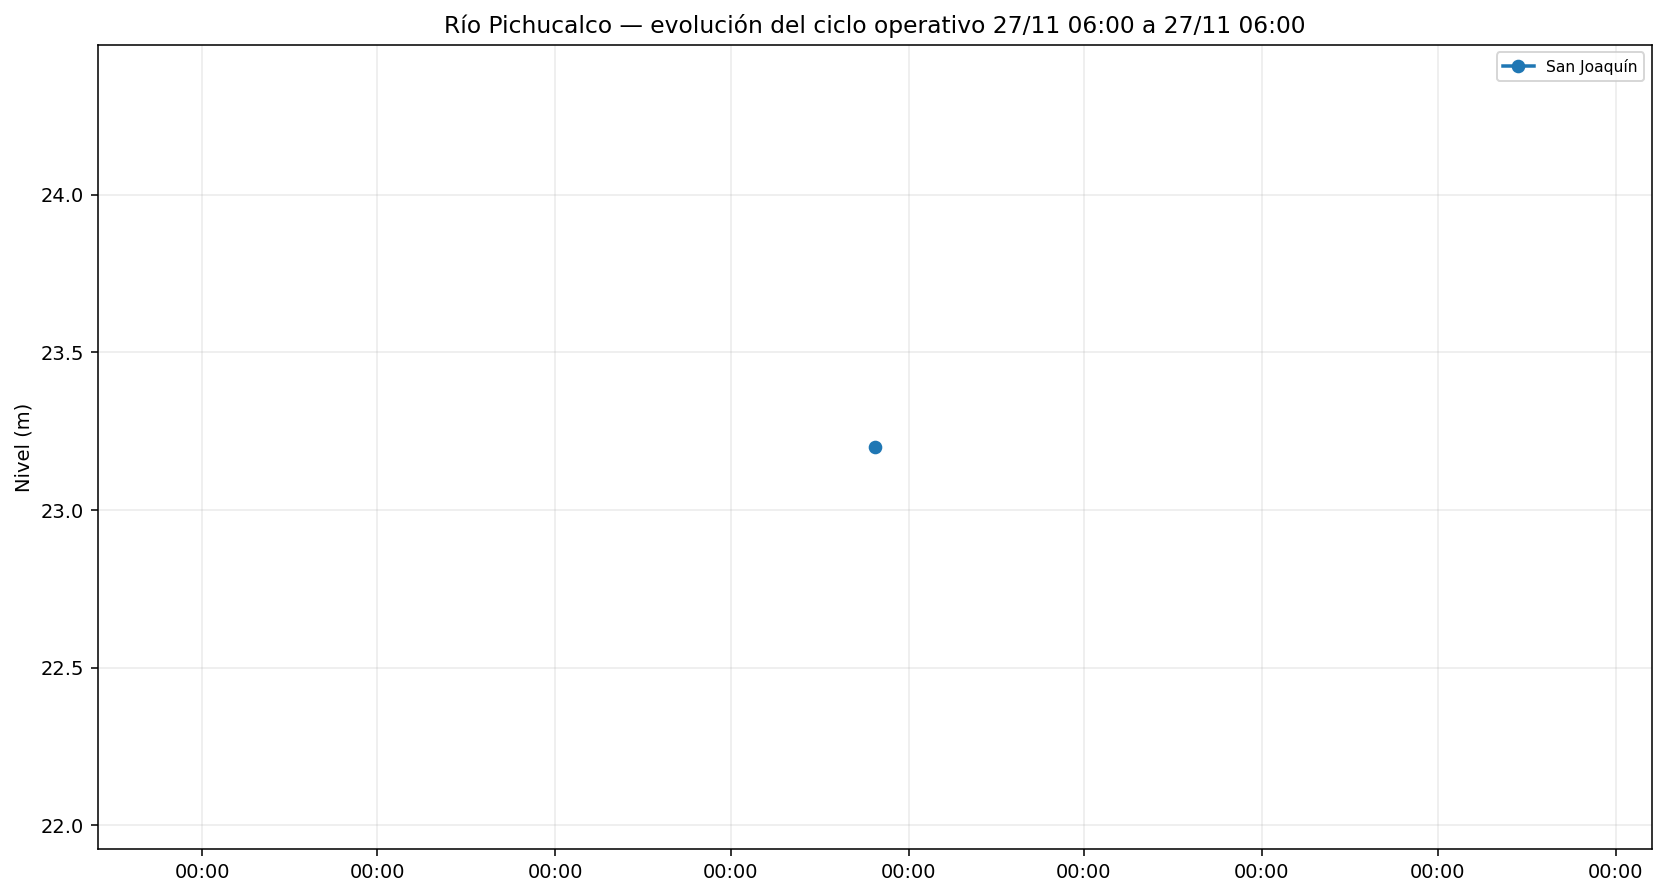 Río Pichucalco — evolución del ciclo operativo 27/11 06:00 a 27/11 06:00
San Joaquín
Nivel (m)
24.0
23.5
23.0
22.5
22.0
00:00 00:00 00:00 00:00 00:00 00:00 00:00 00:00 00:00